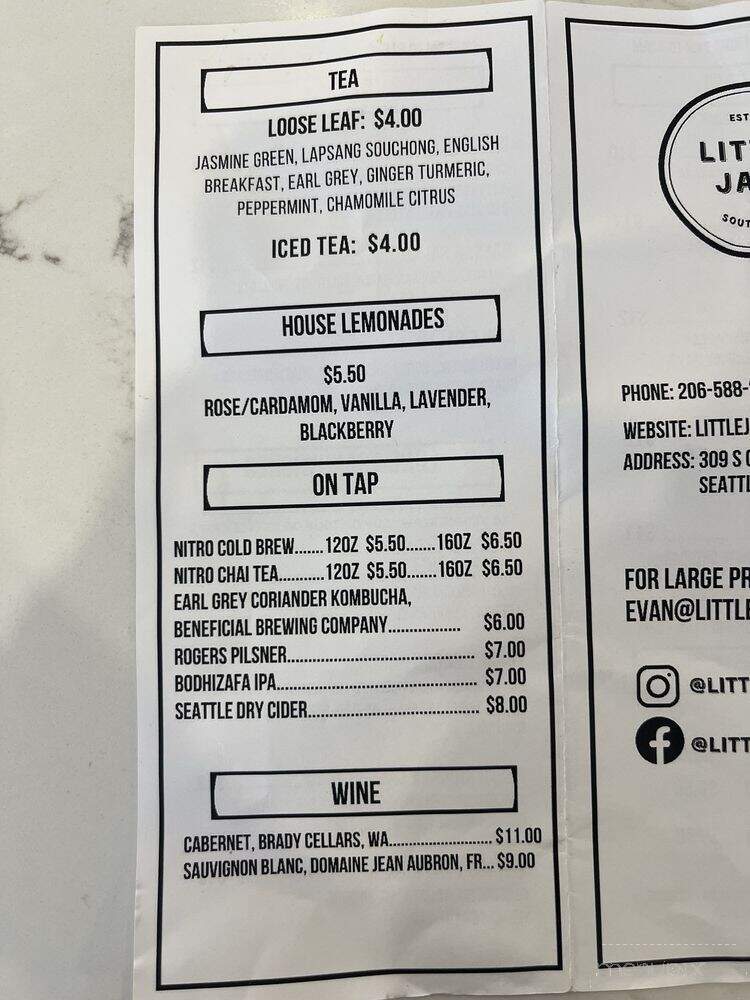 TEA
LOOSE LEAF: $4.00
JASMINE GREEN, LAPSANG SOUCHONG, ENGLISH
BREAKFAST, EARL GREY, GINGER TURMERIC,
PEPPERMINT, CHAMOMILE CITRUS
ICED TEA: $4.00
HOUSE LEMONADES
$5.50
ROSE/CARDAMOM, VANILLA, LAVENDER,
BLACKBERRY
ON TAP
NITRO COLD BREW.......12OZ $5.50.......16OZ $6.50
NITRO CHAI TEA...........12OZ $5.50.......16OZ $6.50
EARL GREY CORIANDER KOMBUCHA,
BENEFICIAL BREWING COMPANY................. $6.00
ROGERS PILSNER............................................ $7.00
BODHIZAFA IPA............................................... $7.00
SEATTLE DRY CIDER........................................ $8.00
WINE
CABERNET, BRADY CELLARS, WA......................... $11.00
SAUVIGNON BLANC, DOMAINE JEAN AUBRON, FR... $9.00
EST
LIT
JA
SOUT
PHONE: 206-588-
WEBSITE: LITTLEJ
ADDRESS: 309 S
SEATTL
FOR LARGE PR
EVAN@LITTLE
@LITT
@LITT